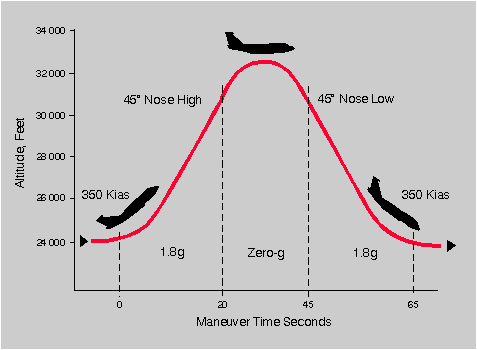 34 000
32 000
45° Nose High
45° Nose Low
30 000
Altitude, Feet
28 000
350 Kias
350 Kias
26 000
24 000
1.8g
Zero-g
1.8g
0
20
45
65
Maneuver Time Seconds